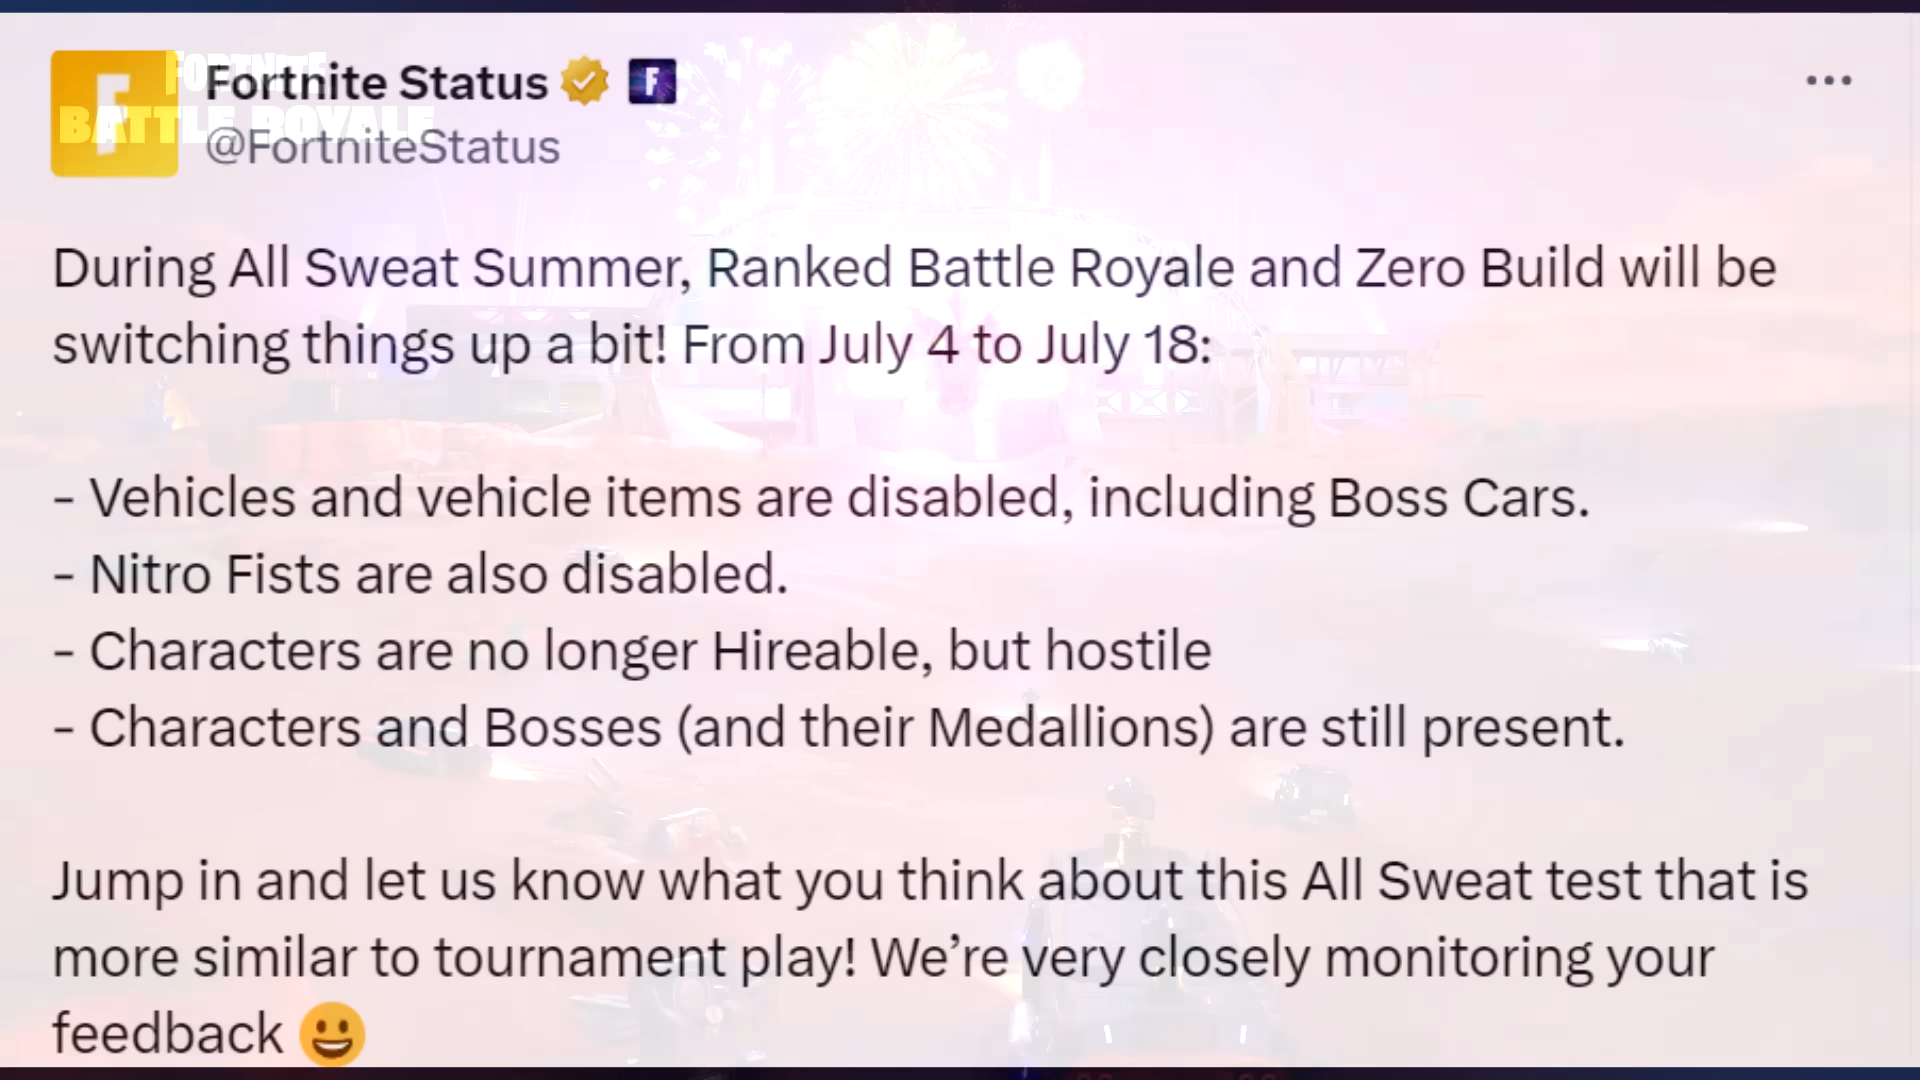 FORTNITE
BATTLE ROYALE
Fortnite Status
@FortniteStatus
During All Sweat Summer, Ranked Battle Royale and Zero Build will be
switching things up a bit! From July 4 to July 18:
- Vehicles and vehicle items are disabled, including Boss Cars.
- Nitro Fists are also disabled.
- Characters are no longer Hireable, but hostile
- Characters and Bosses (and their Medallions) are still present.
Jump in and let us know what you think about this All Sweat test that is
more similar to tournament play! We’re very closely monitoring your
feedback 😀